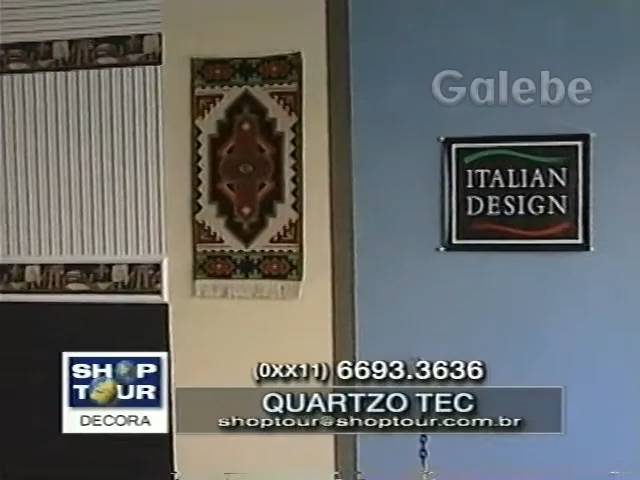 Galebe
ITALIAN
DESIGN
(0XX11) 6693.3636
SHOP
TOUR
DECORA
QUARTZO TEC
shoptour@shoptour.com.br